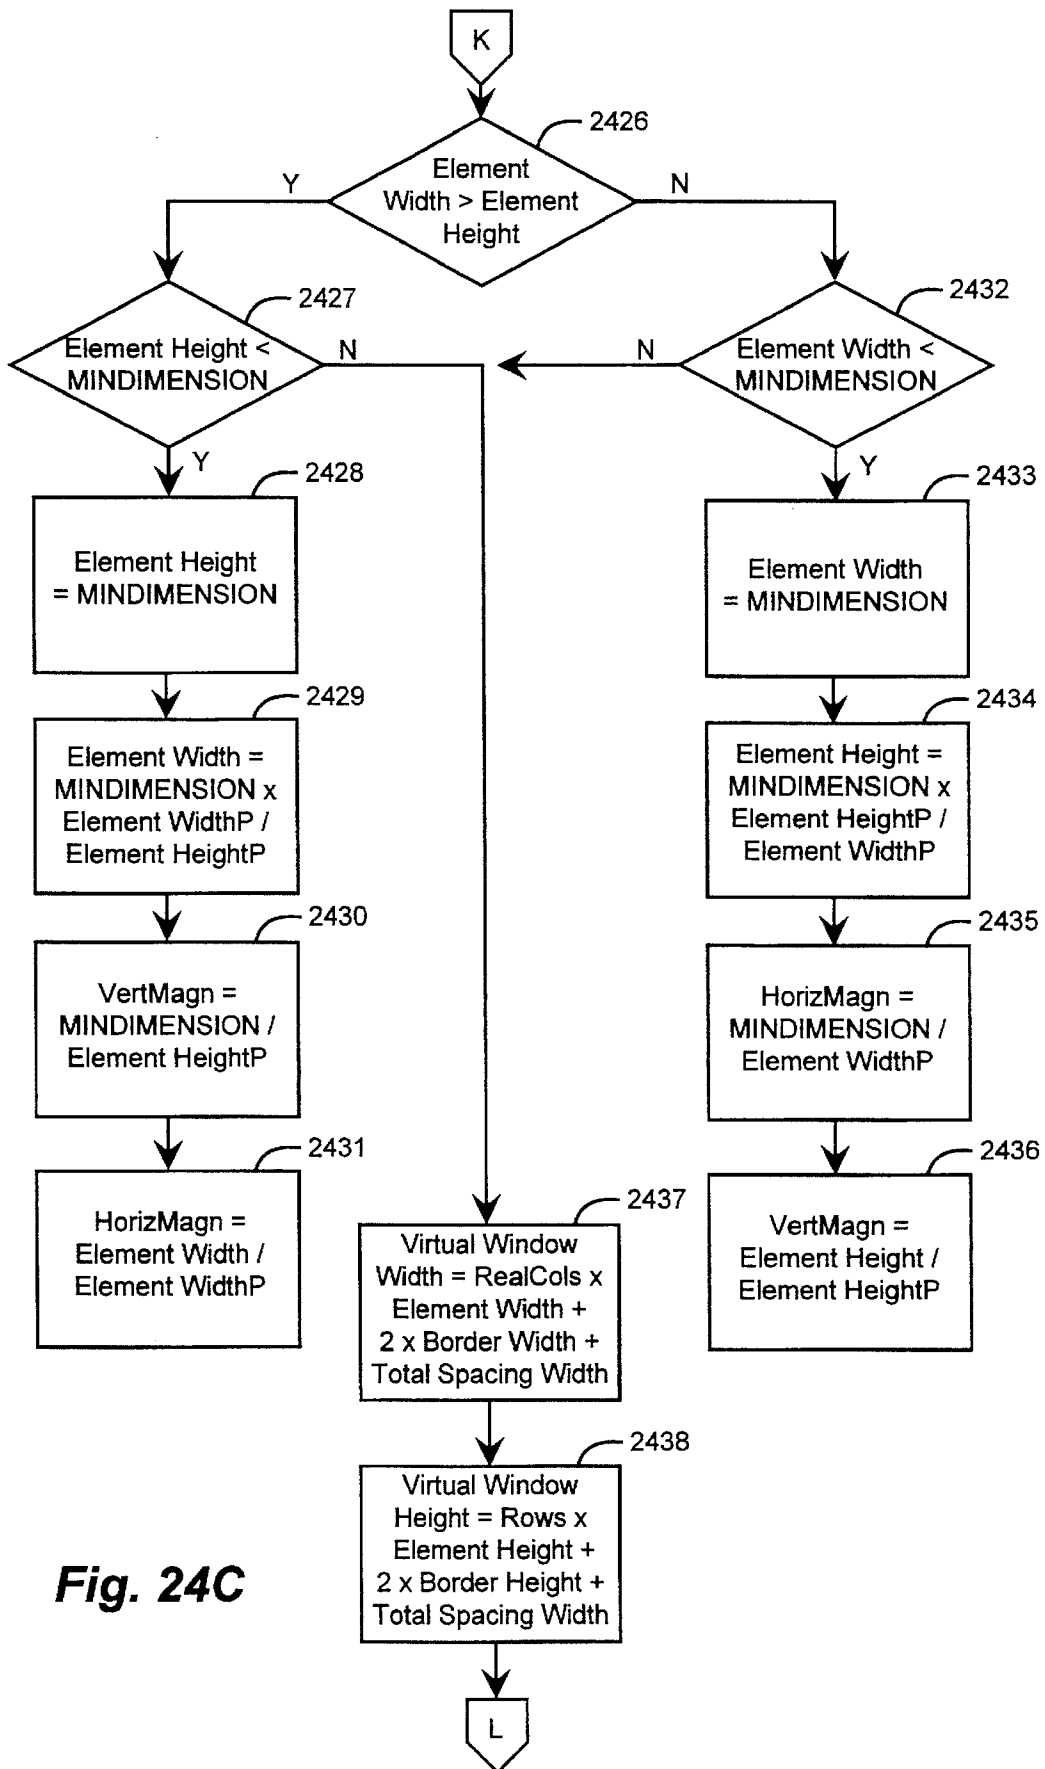 K
2426
Element
Width > Element
Height
Y
N
2427
Element Height <
MINDIMENSION
N
Y
2432
Element Width <
MINDIMENSION
N
Y
2428
Element Height
= MINDIMENSION
2433
Element Width
= MINDIMENSION
2429
Element Width =
MINDIMENSION x
Element WidthP /
Element HeightP
2434
Element Height =
MINDIMENSION x
Element HeightP /
Element WidthP
2430
VertMagn =
MINDIMENSION /
Element HeightP
2435
HorizMagn =
MINDIMENSION /
Element WidthP
2431
HorizMagn =
Element Width /
Element WidthP
2436
VertMagn =
Element Height /
Element HeightP
2437
Virtual Window
Width = RealCols x
Element Width +
2 x Border Width +
Total Spacing Width
2438
Virtual Window
Height = Rows x
Element Height +
2 x Border Height +
Total Spacing Width
L
Fig. 24C